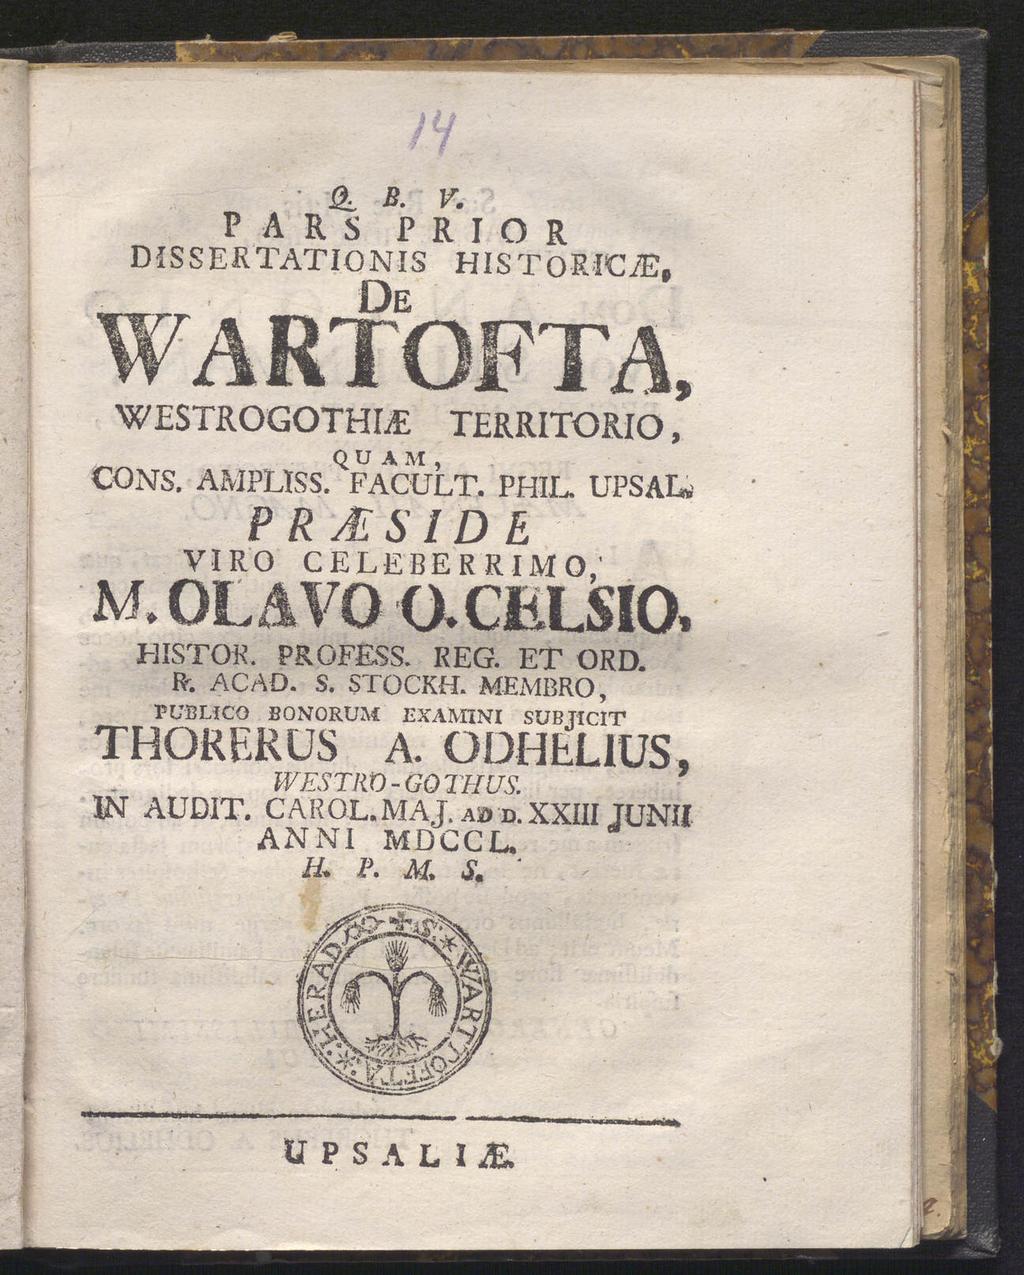 14
Q. B. V.
PARS PRIOR
DISSERTATIONIS HISTORICÆ,
DE
WARTOFTA,
WESTROGOTHIÆ TERRITORIO,
QUAM,
CONS. AMPLISS. FACULT. PHIL. UPSAL.
PRÆSIDE
VIRO CELEBERRIMO,
M. OLAVO O. CELSIO,
HISTOR. PROFESS. REG. ET ORD.
R. ACAD. S. STOCKH. MEMBRO,
PUBLICO BONORUM EXAMINI SUBJICIT
THORERUS A. ODHELIUS,
WESTRO-GOTHUS.
IN AUDIT. CAROL. MAJ. AD D. XXIII JUNII
ANNI MDCCL.
H. P. M. S.
S: WARTTOFFTA HERAD
UPSALIÆ.